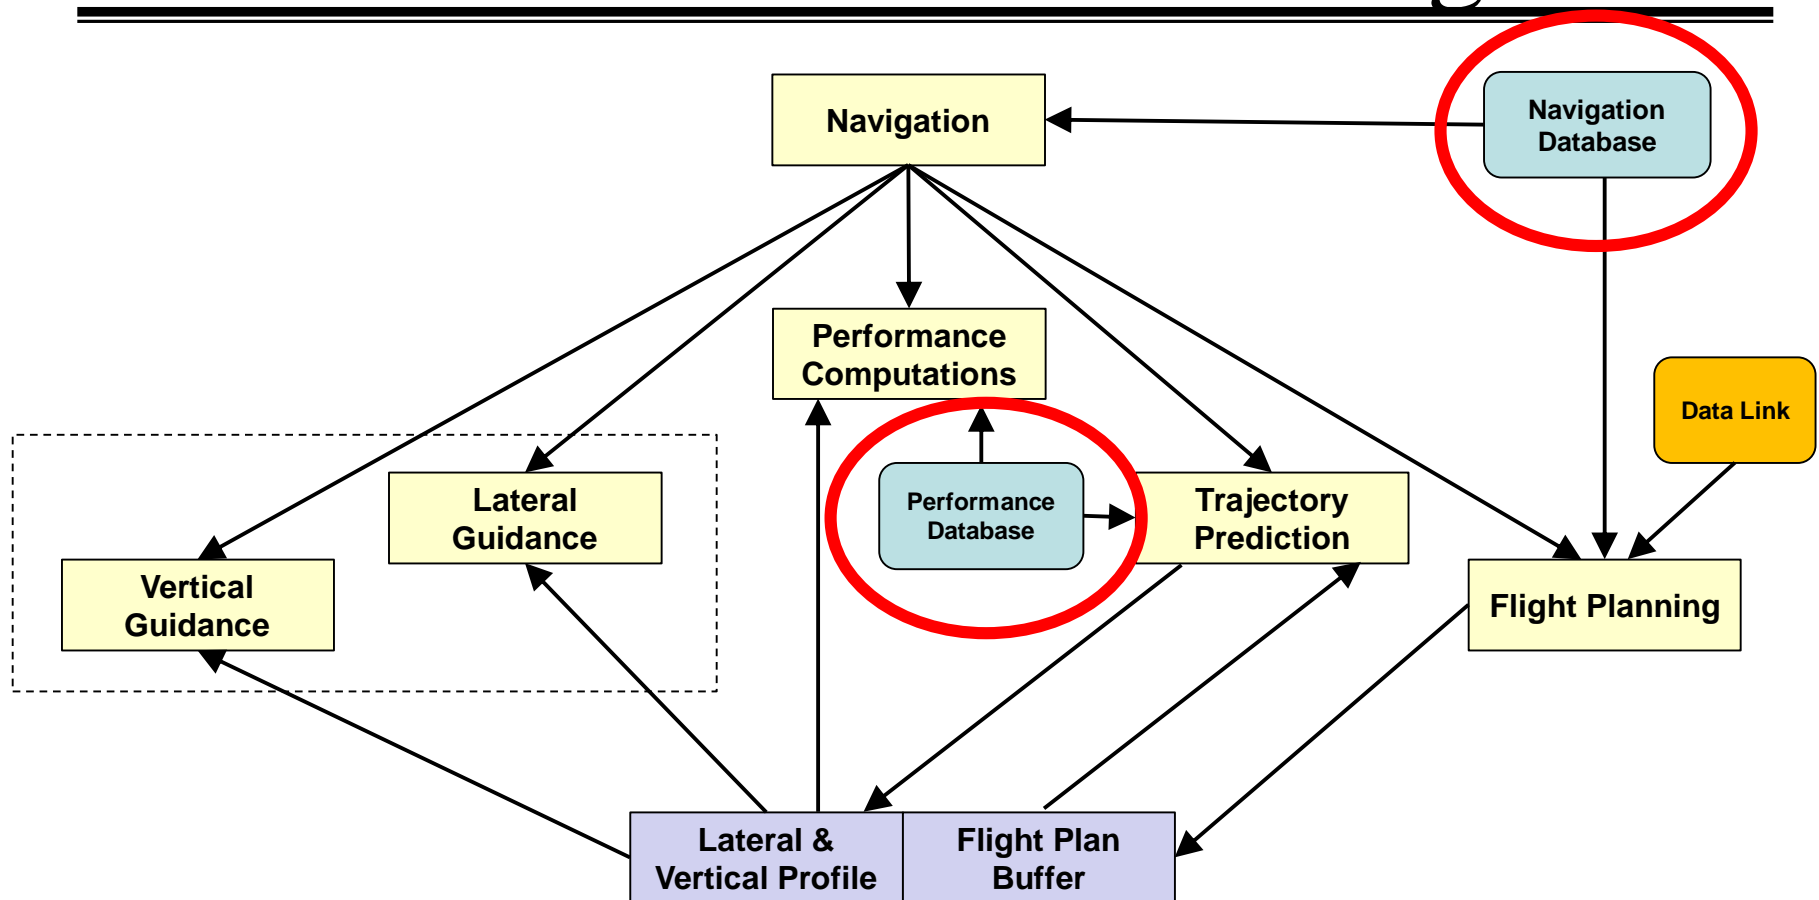 Navigation
Navigation
Database
Performance
Computations
Data Link
Lateral
Guidance
Performance
Database
Trajectory
Prediction
Vertical
Guidance
Flight Planning
Lateral &
Vertical Profile
Flight Plan
Buffer